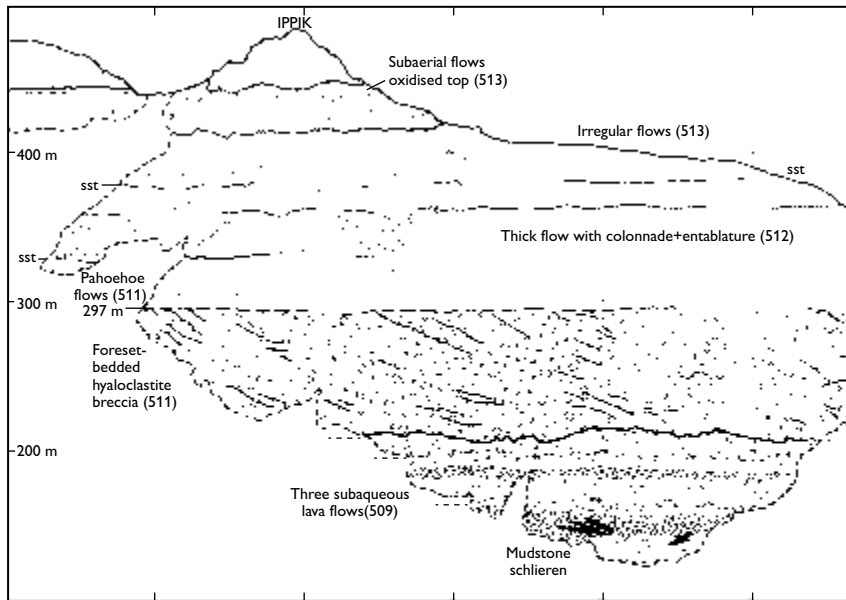 IPPIK
Subaerial flows
oxidised top (513)
Irregular flows (513)
400 m
sst
sst
Thick flow with colonnade+entablature (512)
sst
Pahoehoe
flows (511)
297 m
300 m
Foreset-
bedded
hyaloclastite
breccia (511)
200 m
Three subaqueous
lava flows(509)
Mudstone
schlieren